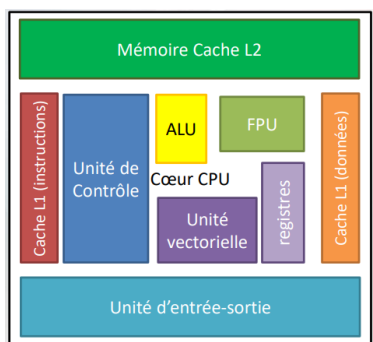 Mémoire Cache L2
Cache L1 (instructions)
Unité de
Contrôle
ALU
FPU
Cœur CPU
Unité
vectorielle
registres
Cache L1 (données)
Unité d'entrée-sortie